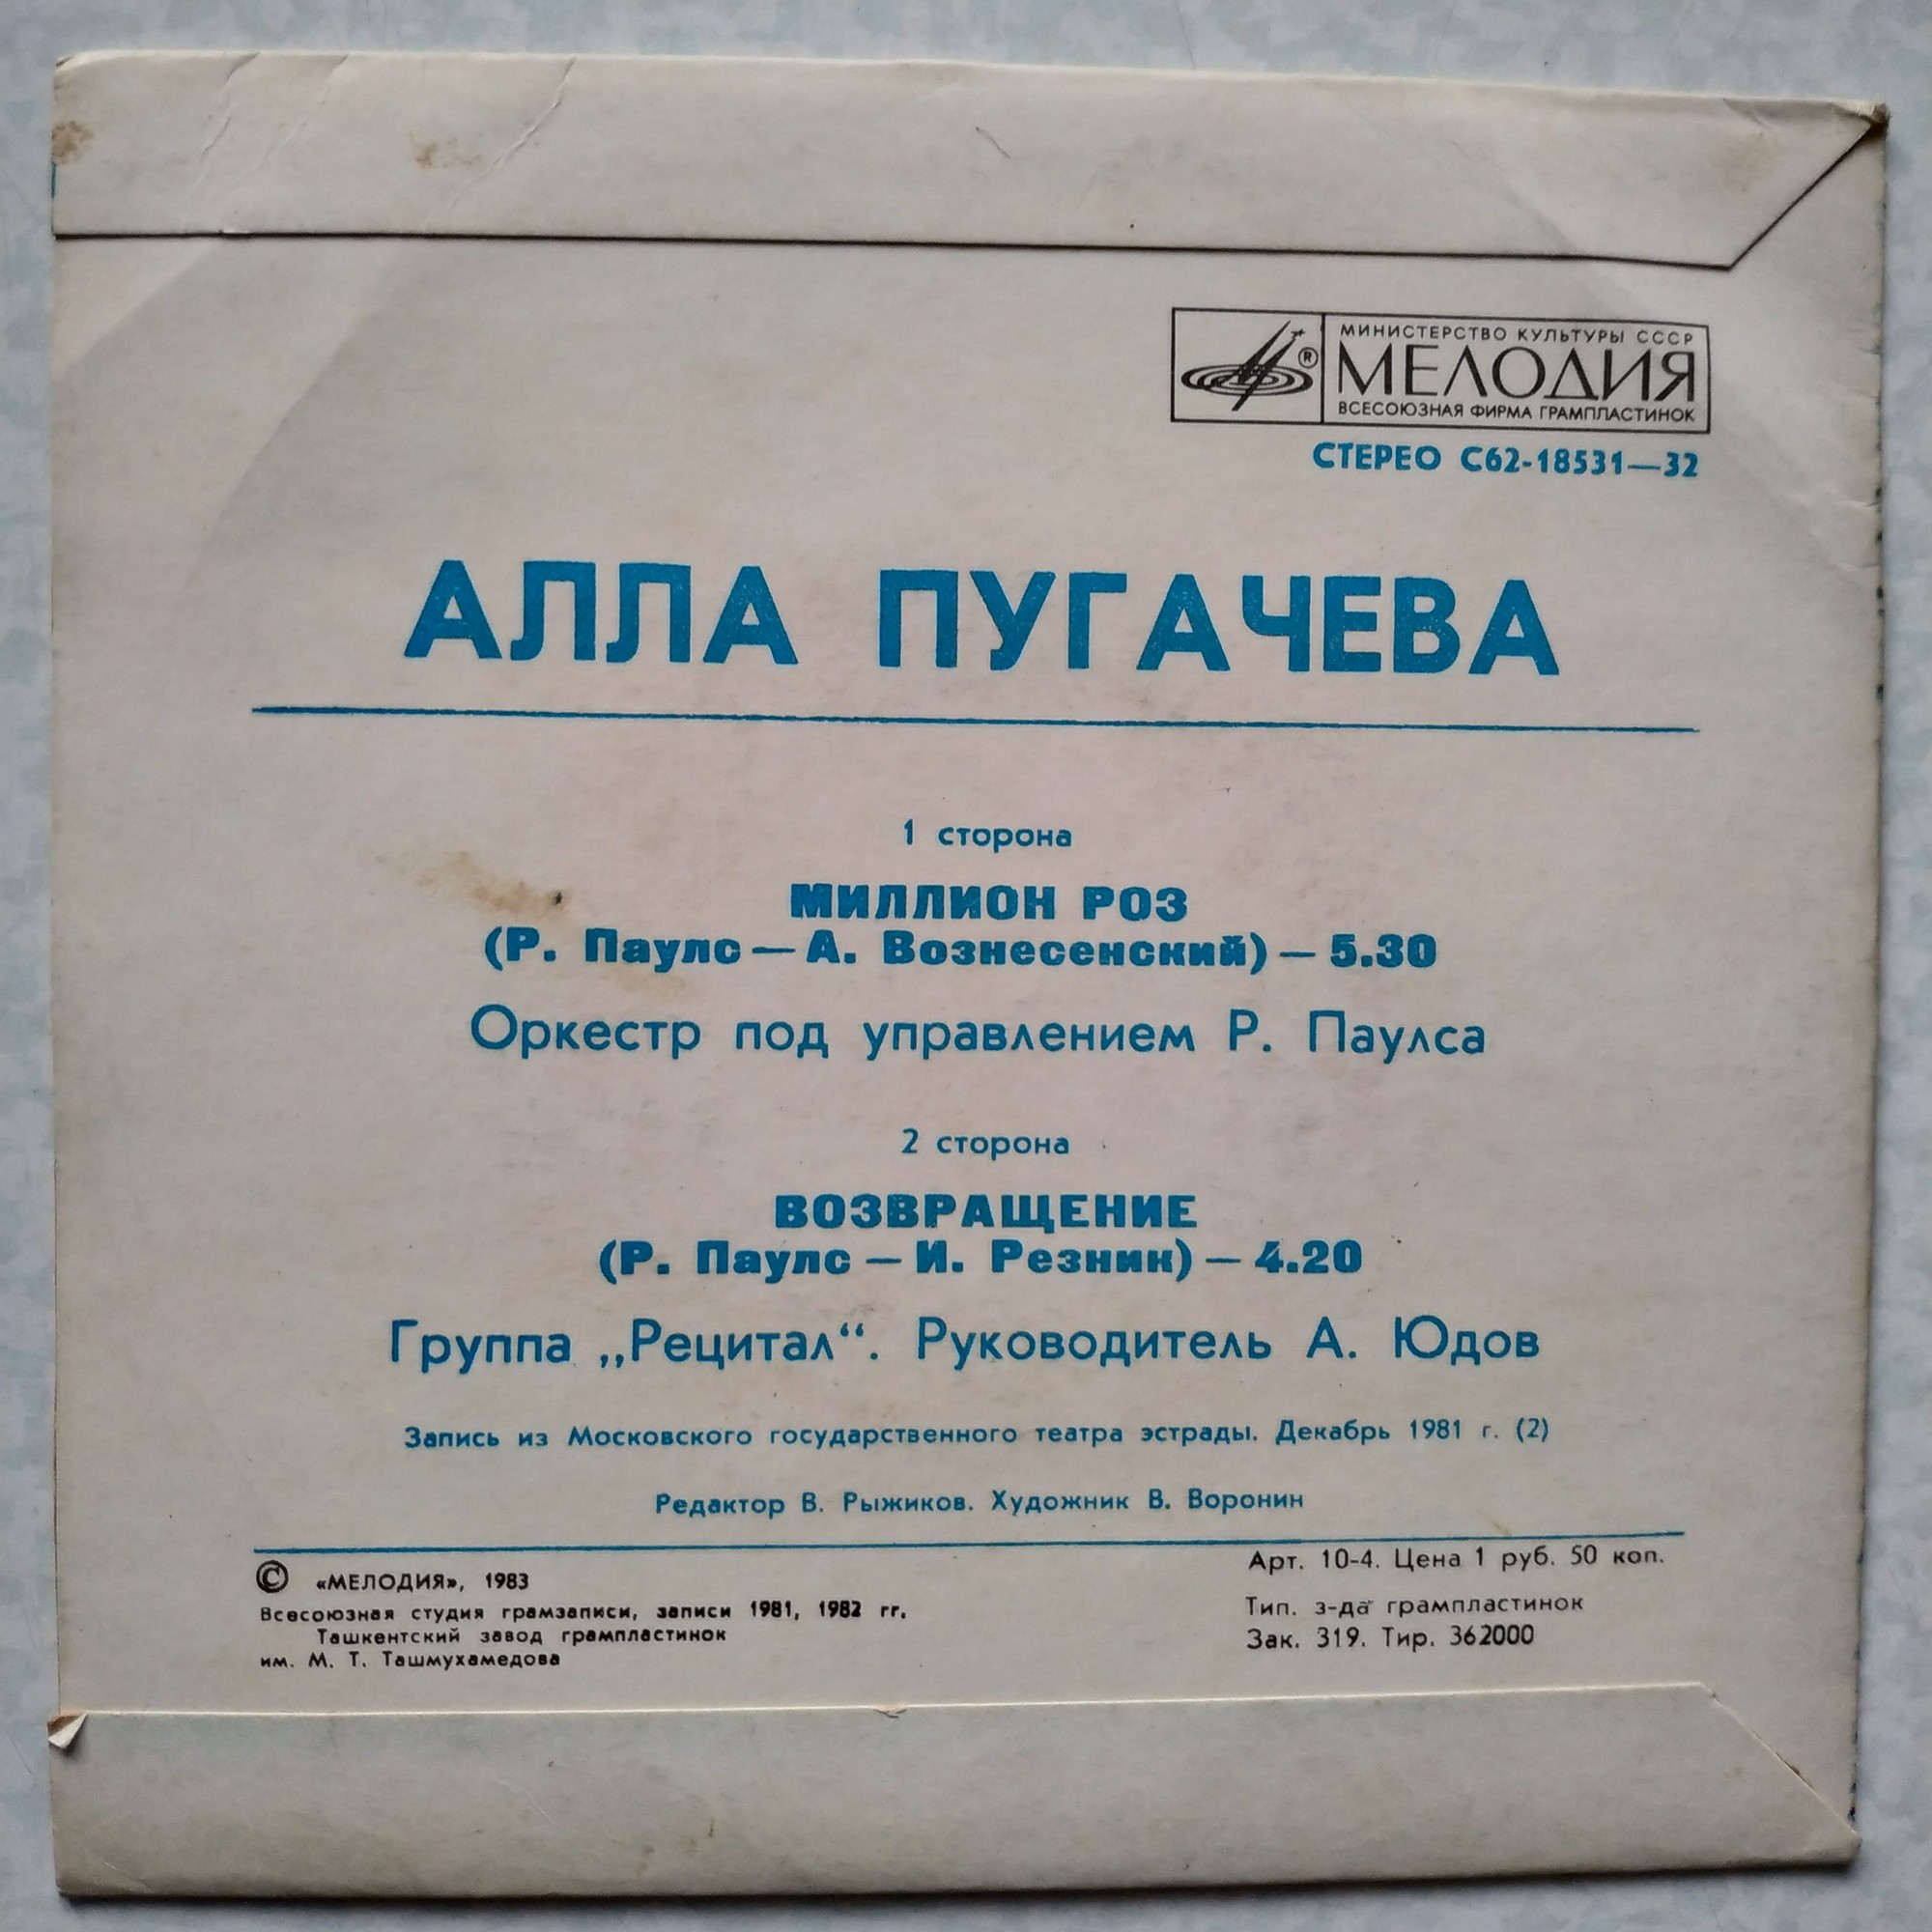 МИНИСТЕРСТВО КУЛЬТУРЫ СССР
МЕЛОДИЯ
ВСЕСОЮЗНАЯ ФИРМА ГРАМПЛАСТИНОК
®
СТЕРЕО С62-18531—32
АЛЛА ПУГАЧЕВА
1 сторона
МИЛЛИОН РОЗ
(Р. Паулс — А. Вознесенский) — 5.30
Оркестр под управлением Р. Паулса
2 сторона
ВОЗВРАЩЕНИЕ
(Р. Паулс — И. Резник) — 4.20
Группа „Рецитал“. Руководитель А. Юдов
Запись из Московского государственного театра эстрады. Декабрь 1981 г. (2)
Редактор В. Рыжиков. Художник В. Воронин
© «МЕЛОДИЯ», 1983
Всесоюзная студия грамзаписи, записи 1981, 1982 гг.
Ташкентский завод грампластинок
им. М. Т. Ташмухамедова
Арт. 10-4. Цена 1 руб. 50 коп.
Тип. з-да грампластинок
Зак. 319. Тир. 362000